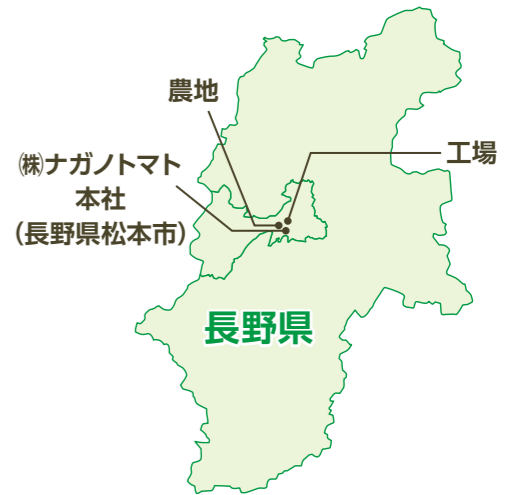 農地
工場
㈱ナガノトマト
本社
(長野県松本市)
長野県